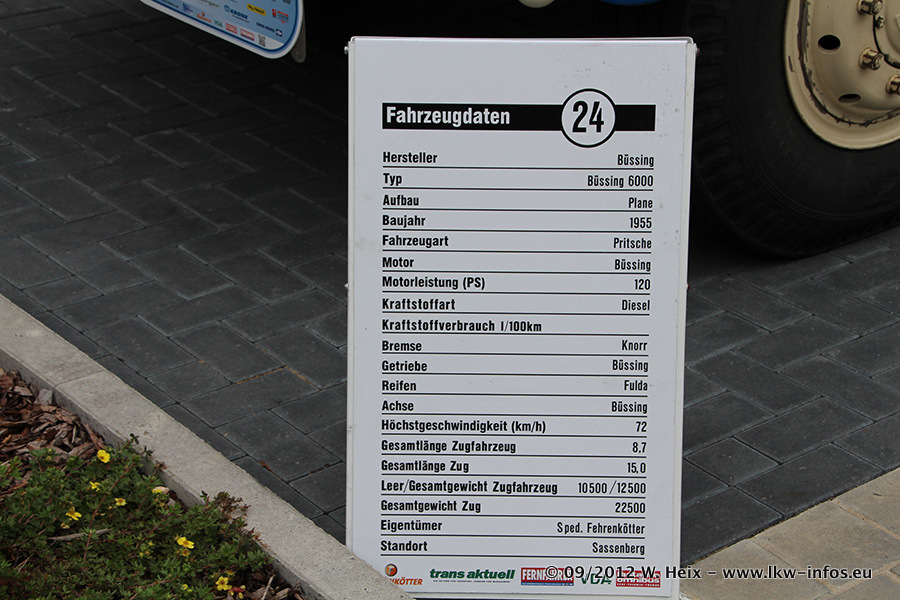 Fahrzeugdaten 24
Hersteller Büssing
Typ Büssing 6000
Aufbau Plane
Baujahr 1955
Fahrzeugart Pritsche
Motor Büssing
Motorleistung (PS) 120
Kraftstoffart Diesel
Kraftstoffverbrauch l/100km
Bremse Knorr
Getriebe Büssing
Reifen Fulda
Achse Büssing
Höchstgeschwindigkeit (km/h) 72
Gesamtlänge Zugfahrzeug 8,7
Gesamtlänge Zug 15,0
Leer/Gesamtgewicht Zugfahrzeug 10500/12500
Gesamtgewicht Zug 22500
Eigentümer Sped. Fehrenkötter
Standort Sassenberg
trans aktuell FERNFAHRER VDA omnibus
© 09/2012 W. Heix - www.lkw-infos.eu